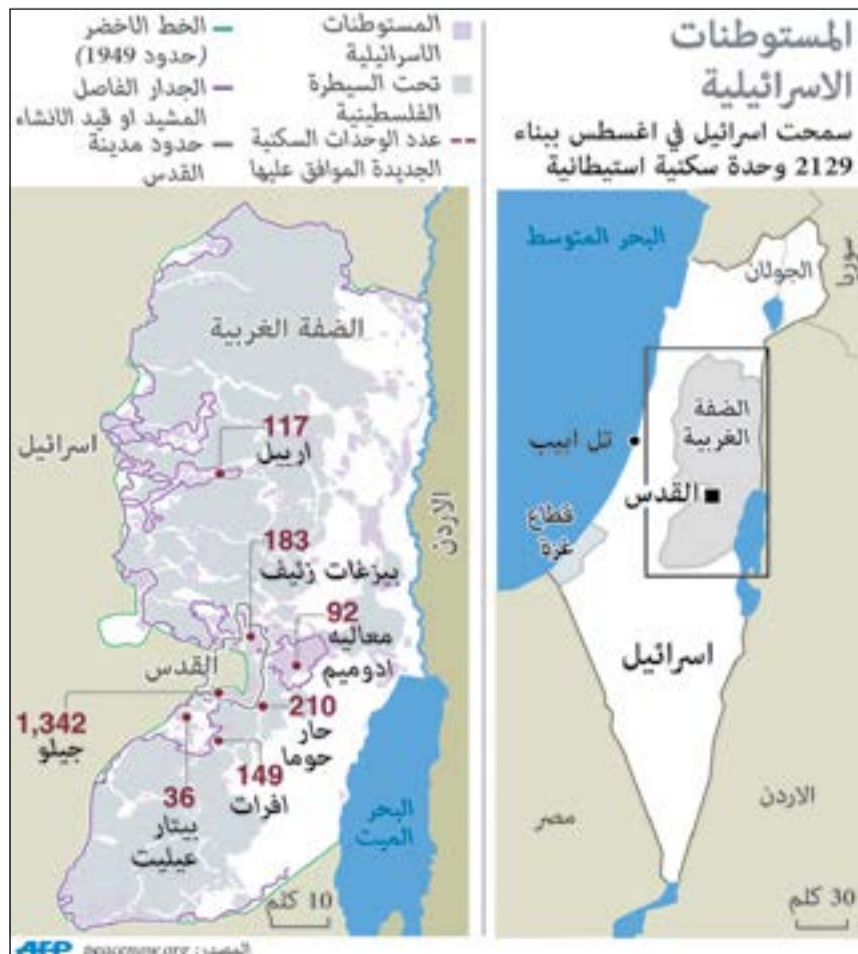 المستوطنات
الاسرائيلية
سمحت اسرائيل في اغسطس ببناء
2129 وحدة سكنية استيطانية
البحر المتوسط
سوريا
الجولان
الضفة
الغربية
تل ابيب
القدس
قطاع
غزة
اسرائيل
الاردن
مصر
30 كلم
المستوطنات
الاسرائيلية
تحت السيطرة
الفلسطينية
عدد الوحدات السكنية
الجديدة الموافق عليها
الخط الاخضر
(حدود 1949)
الجدار الفاصل
المشيد او قيد الانشاء
حدود مدينة
القدس
الضفة الغربية
اسرائيل
117
ارييل
الاردن
183
بيزغات زئيف
92
معاليه
ادوميم
القدس
210
حار
حوما
1,342
جيلو
149
افرات
36
بيتار
عيليت
البحر
الميت
10 كلم
المصدر: peacenow.org
AFP